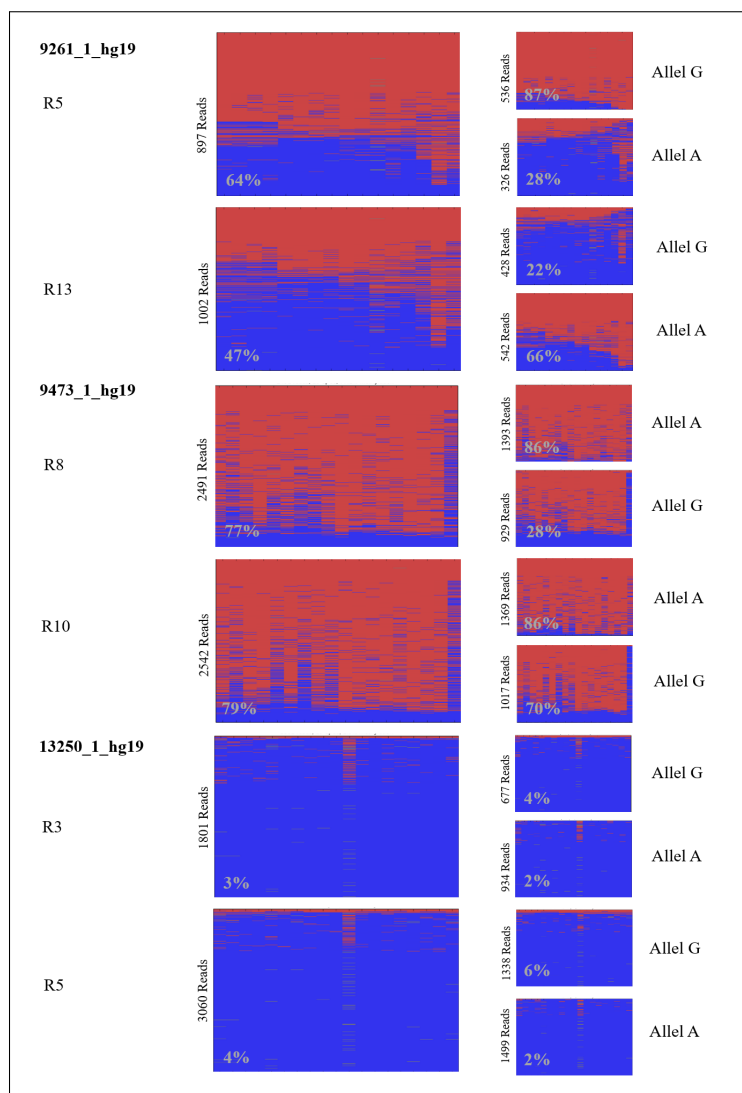 9261_1_hg19
R5
897 Reads
64%
536 Reads
87%
Allel G
326 Reads
28%
Allel A
R13
1002 Reads
47%
428 Reads
22%
Allel G
542 Reads
66%
Allel A
9473_1_hg19
R8
2491 Reads
77%
1393 Reads
86%
Allel A
929 Reads
28%
Allel G
R10
2542 Reads
79%
1369 Reads
86%
Allel A
1017 Reads
70%
Allel G
13250_1_hg19
R3
1801 Reads
3%
677 Reads
4%
Allel G
934 Reads
2%
Allel A
R5
3060 Reads
4%
1338 Reads
6%
Allel G
1499 Reads
2%
Allel A